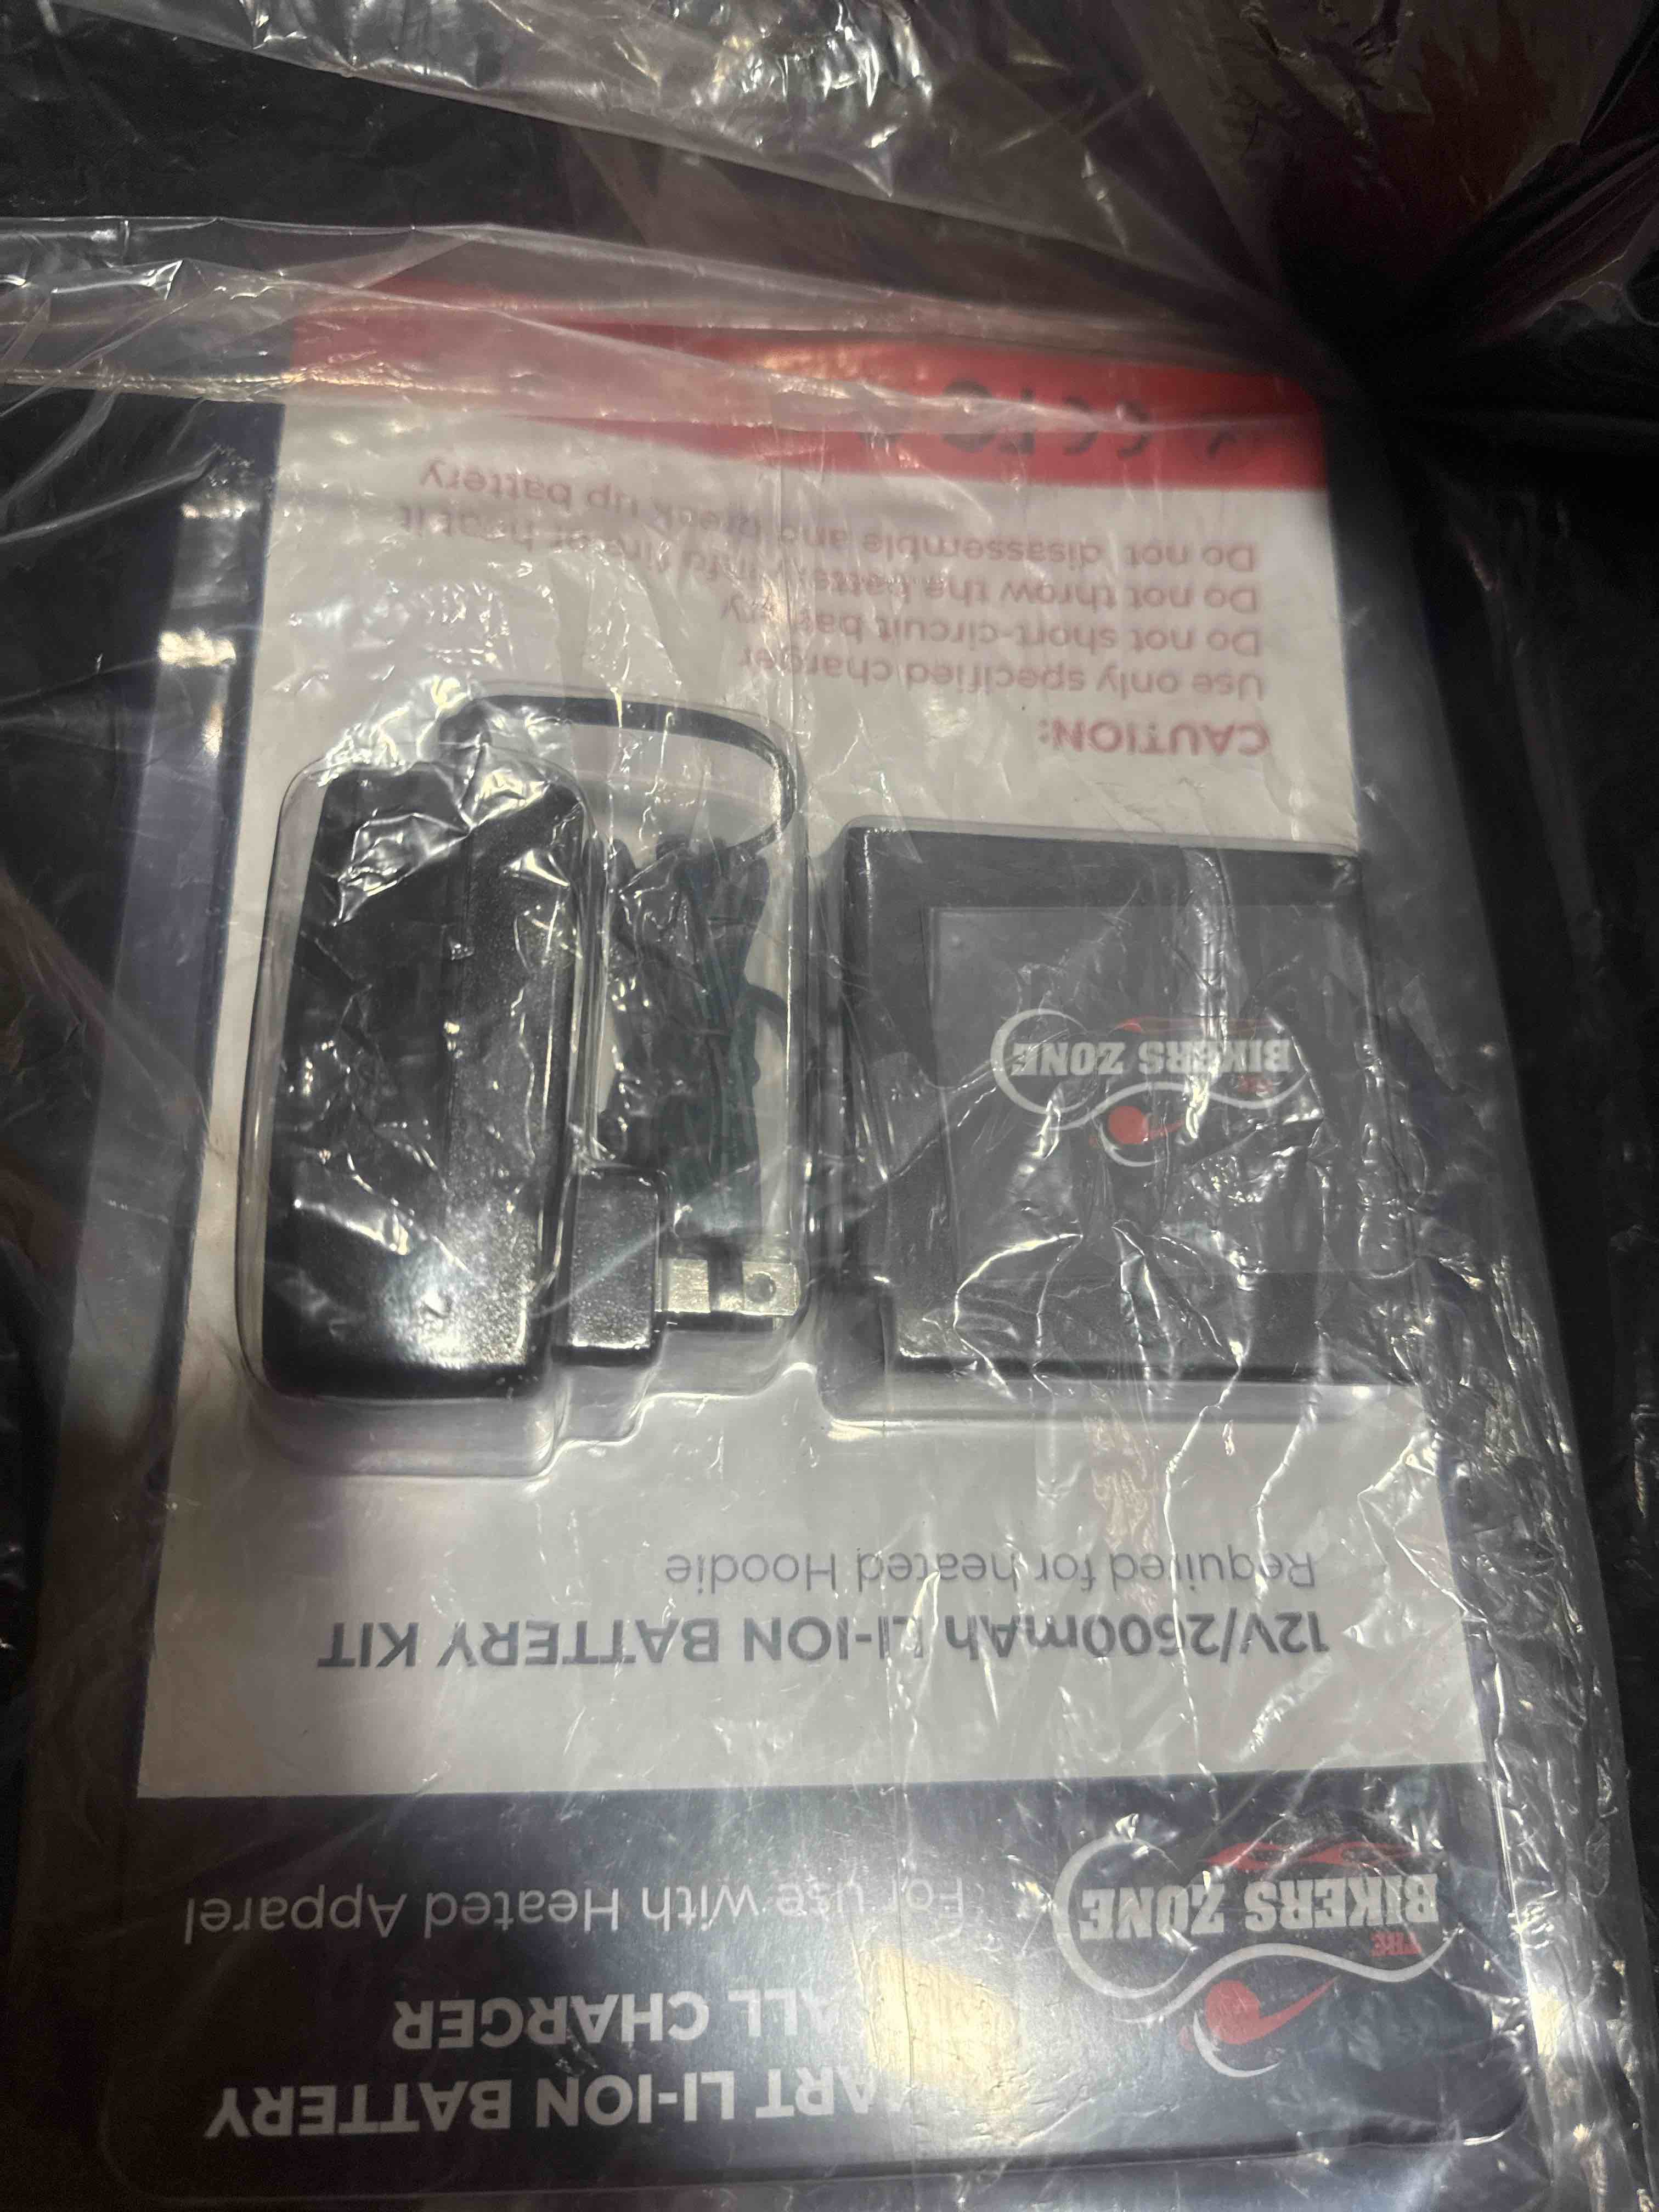 ART LI-ION BATTERY
ALL CHARGER
For use with Heated Apparel
THE
BIKERS ZONE
12V/2600mAh LI-ION BATTERY KIT
Required for heated Hoodie
BIKERS ZONE
CAUTION:
Use only specified charger
Do not short-circuit battery
Do not throw the battery into fire or heat it
Do not disassemble and break up battery